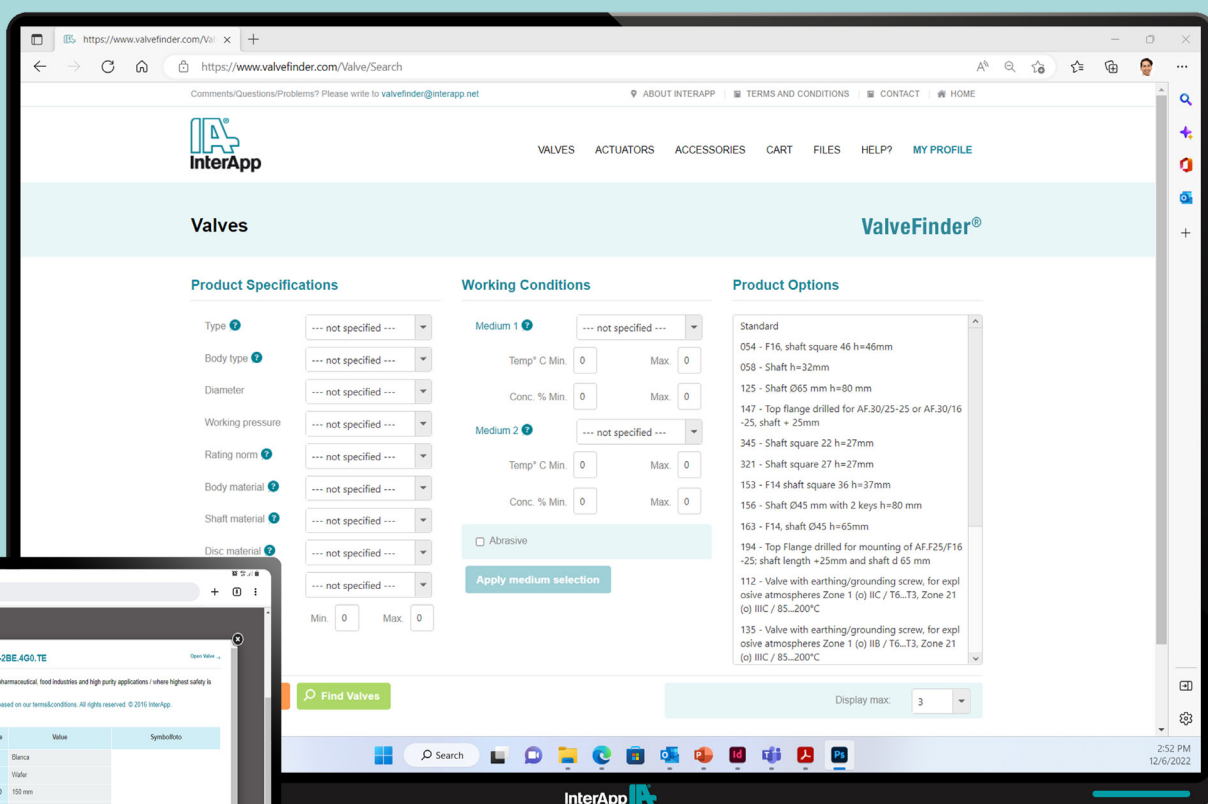 https://www.valvefinder.com/Val
https://www.valvefinder.com/Valve/Search
Comments/Questions/Problems? Please write to valvefinder@interapp.net
ABOUT INTERAPP
TERMS AND CONDITIONS
CONTACT
HOME
IA®
InterApp
VALVES ACTUATORS ACCESSORIES CART FILES HELP? MY PROFILE
Valves
ValveFinder®
Product Specifications
Type ? --- not specified ---
Body type ? --- not specified ---
Diameter --- not specified ---
Working pressure --- not specified ---
Rating norm ? --- not specified ---
Body material ? --- not specified ---
Shaft material ? --- not specified ---
Disc material ? --- not specified ---
--- not specified ---
Min. 0 Max. 0
Find Valves
Working Conditions
Medium 1 ? --- not specified ---
Temp° C Min. 0 Max. 0
Conc. % Min. 0 Max. 0
Medium 2 ? --- not specified ---
Temp° C Min. 0 Max. 0
Conc. % Min. 0 Max. 0
Abrasive
Apply medium selection
Product Options
Standard
054 - F16, shaft square 46 h=46mm
058 - Shaft h=32mm
125 - Shaft Ø65 mm h=80 mm
147 - Top flange drilled for AF.30/25-25 or AF.30/16
-25, shaft + 25mm
345 - Shaft square 22 h=27mm
321 - Shaft square 27 h=27mm
153 - F14 shaft square 36 h=37mm
156 - Shaft Ø45 mm with 2 keys h=80 mm
163 - F14, shaft Ø45 h=65mm
194 - Top Flange drilled for mounting of AF.F25/F16
-25; shaft length +25mm and shaft d 65 mm
112 - Valve with earthing/grounding screw, for expl
osive atmospheres Zone 1 (o) IIC / T6...T3, Zone 21
(o) IIIC / 85...200°C
135 - Valve with earthing/grounding screw, for expl
osive atmospheres Zone 1 (o) IIB / T6...T3, Zone 21
(o) IIIC / 85...200°C
Display max: 3
Search
2:52 PM
12/6/2022
InterApp IA
-2BE.4G0.TE
Open Valve
harmaceutical, food industries and high purity applications / where highest safety is
based on our terms&conditions. All rights reserved. © 2016 InterApp.
Value Symbolfoto
Bianca
Wafer
150 mm